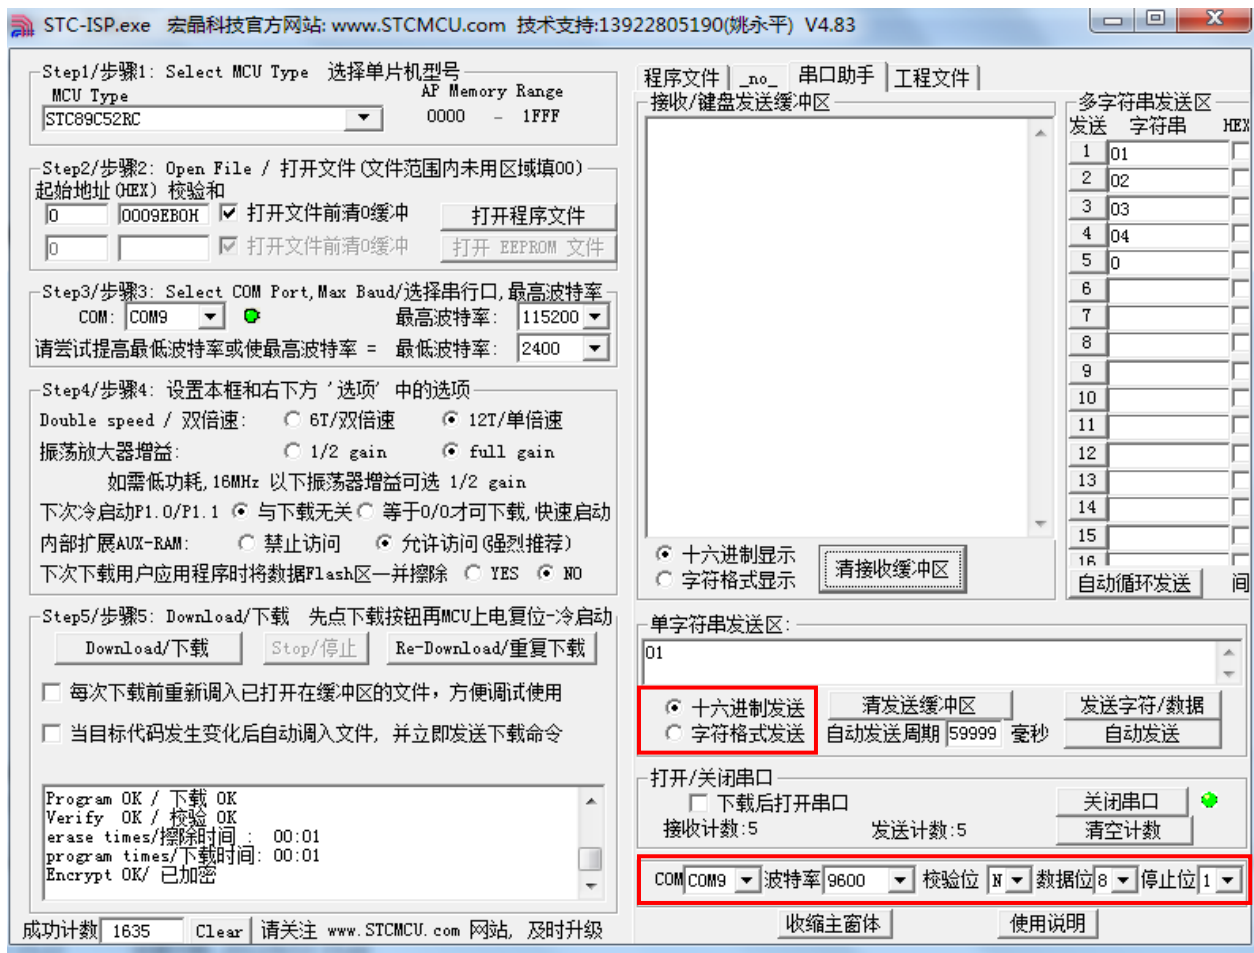 STC-ISP.exe 宏晶科技官方网站: www.STCMCU.com 技术支持:13922805190(姚永平) V4.83
Step1/步骤1: Select MCU Type 选择单片机型号
MCU Type
AP Memory Range
STC89C52RC
0000 - 1FFF
Step2/步骤2: Open File / 打开文件(文件范围内未用区域填00)
起始地址(HEX) 校验和
0
0009EB0H
打开文件前清0缓冲
打开程序文件
0
打开文件前清0缓冲
打开 EEPROM 文件
Step3/步骤3: Select COM Port,Max Baud/选择串行口,最高波特率
COM: COM9
最高波特率: 115200
请尝试提高最低波特率或使最高波特率 = 最低波特率: 2400
Step4/步骤4: 设置本框和右下方 '选项' 中的选项
Double speed / 双倍速: 6T/双倍速 12T/单倍速
振荡放大器增益: 1/2 gain full gain
如需低功耗,16MHz 以下振荡器增益可选 1/2 gain
下次冷启动P1.0/P1.1 与下载无关 等于0/0才可下载,快速启动
内部扩展AUX-RAM: 禁止访问 允许访问(强烈推荐)
下次下载用户应用程序时将数据Flash区一并擦除 YES NO
Step5/步骤5: Download/下载 先点下载按钮再MCU上电复位-冷启动
Download/下载
Stop/停止
Re-Download/重复下载
每次下载前重新调入已打开在缓冲区的文件，方便调试使用
当目标代码发生变化后自动调入文件, 并立即发送下载命令
Program OK / 下载 OK
Verify OK / 校验 OK
erase times/擦除时间 : 00:01
program times/下载时间: 00:01
Encrypt OK/ 已加密
成功计数 1635 Clear 请关注 www.STCMCU.com 网站, 及时升级
程序文件 _no_ 串口助手 工程文件
接收/键盘发送缓冲区
十六进制显示
字符格式显示
清接收缓冲区
多字符串发送区
发送 字符串 HEX
1 01
2 02
3 03
4 04
5 0
6
7
8
9
10
11
12
13
14
15
16
自动循环发送 间
单字符串发送区:
01
十六进制发送
字符格式发送
清发送缓冲区
发送字符/数据
自动发送周期 59999 毫秒
自动发送
打开/关闭串口
下载后打开串口
关闭串口
接收计数:5 发送计数:5
清空计数
COM COM9 波特率 9600 校验位 N 数据位 8 停止位 1
收缩主窗体
使用说明